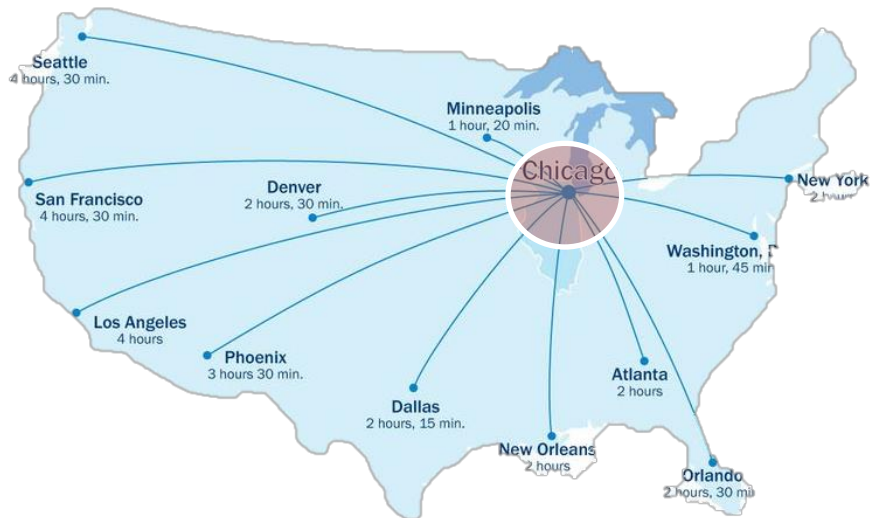 Seattle
4 hours, 30 min.
Minneapolis
1 hour, 20 min.
Chicago
Denver
2 hours, 30 min.
San Francisco
4 hours, 30 min.
New York
2 hours
Washington,
1 hour, 45 min
Los Angeles
4 hours
Phoenix
3 hours 30 min.
Dallas
2 hours, 15 min.
Atlanta
2 hours
New Orleans
2 hours
Orlando
2 hours, 30 min